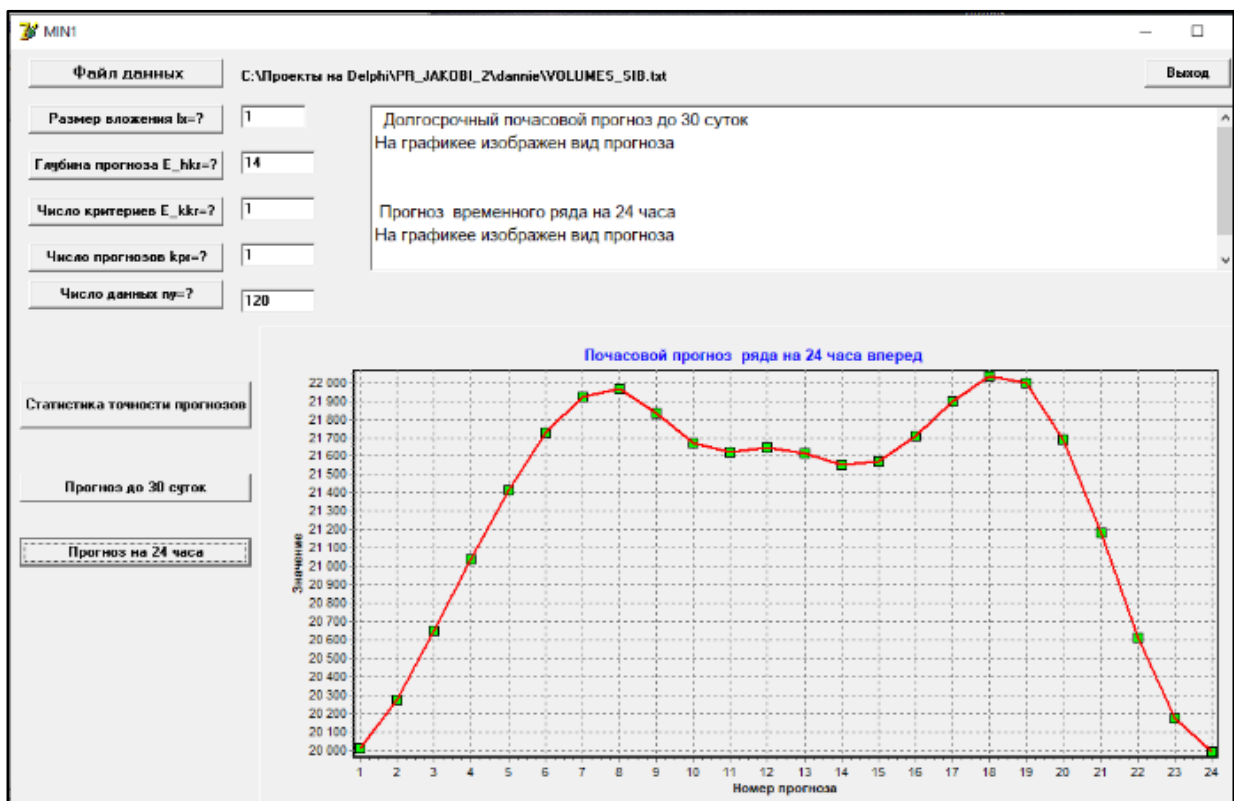 MIN1
Файл данных
C:\Проекты на Delphi\PR_JAKOBI_2\dannie\VOLUMES_SIB.txt
Выход
Размер вложения lx=?
1
Глубина прогноза E_hkr=?
14
Число критериев E_kkr=?
1
Число прогнозов kpr=?
1
Число данных ny=?
120
Долгосрочный почасовой прогноз до 30 суток
На графикее изображен вид прогноза
Прогноз временного ряда на 24 часа
На графикее изображен вид прогноза
Статистика точности прогнозов
Прогноз до 30 суток
Прогноз на 24 часа
Почасовой прогноз ряда на 24 часа вперед
Значение
22 000
21 900
21 800
21 700
21 600
21 500
21 400
21 300
21 200
21 100
21 000
20 900
20 800
20 700
20 600
20 500
20 400
20 300
20 200
20 100
20 000
1 2 3 4 5 6 7 8 9 10 11 12 13 14 15 16 17 18 19 20 21 22 23 24
Номер прогноза